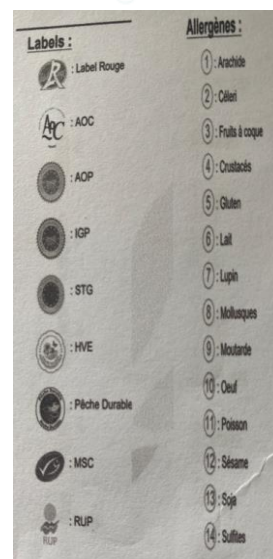 Labels :
: Label Rouge
AOC
: AOC
: AOP
: IGP
: STG
: HVE
: Pêche Durable
: MSC
RUP
: RUP
Allergènes :
1 : Arachide
2 : Céleri
3 : Fruits à coque
4 : Crustacés
5 : Gluten
6 : Lait
7 : Lupin
8 : Mollusques
9 : Moutarde
10 : Oeuf
11 : Poisson
12 : Sésame
13 : Soja
14 : Sulfites